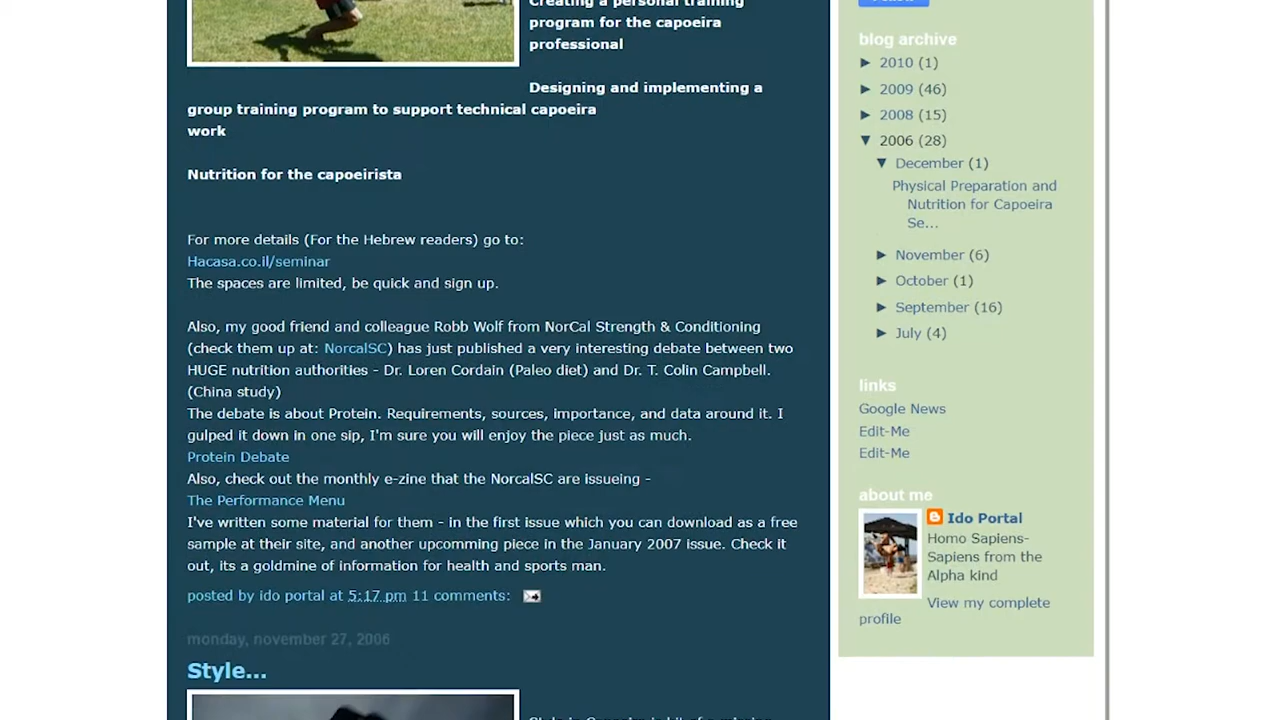 Creating a personal training
program for the capoeira
professional
Designing and implementing a
group training program to support technical capoeira
work
Nutrition for the capoeirista
For more details (For the Hebrew readers) go to:
Hacasa.co.il/seminar
The spaces are limited, be quick and sign up.
Also, my good friend and colleague Robb Wolf from NorCal Strength & Conditioning
(check them up at: NorcalSC) has just published a very interesting debate between two
HUGE nutrition authorities - Dr. Loren Cordain (Paleo diet) and Dr. T. Colin Campbell.
(China study)
The debate is about Protein. Requirements, sources, importance, and data around it. I
gulped it down in one sip, I'm sure you will enjoy the piece just as much.
Protein Debate
Also, check out the monthly e-zine that the NorcalSC are issueing -
The Performance Menu
I've written some material for them - in the first issue which you can download as a free
sample at their site, and another upcomming piece in the January 2007 issue. Check it
out, its a goldmine of information for health and sports man.
posted by ido portal at 5:17 pm 11 comments:
monday, november 27, 2006
Style...
blog archive
► 2010 (1)
► 2009 (46)
► 2008 (15)
▼ 2006 (28)
▼ December (1)
Physical Preparation and
Nutrition for Capoeira
Se...
► November (6)
► October (1)
► September (16)
► July (4)
links
Google News
Edit-Me
Edit-Me
about me
Ido Portal
Homo Sapiens-
Sapiens from the
Alpha kind
View my complete
profile